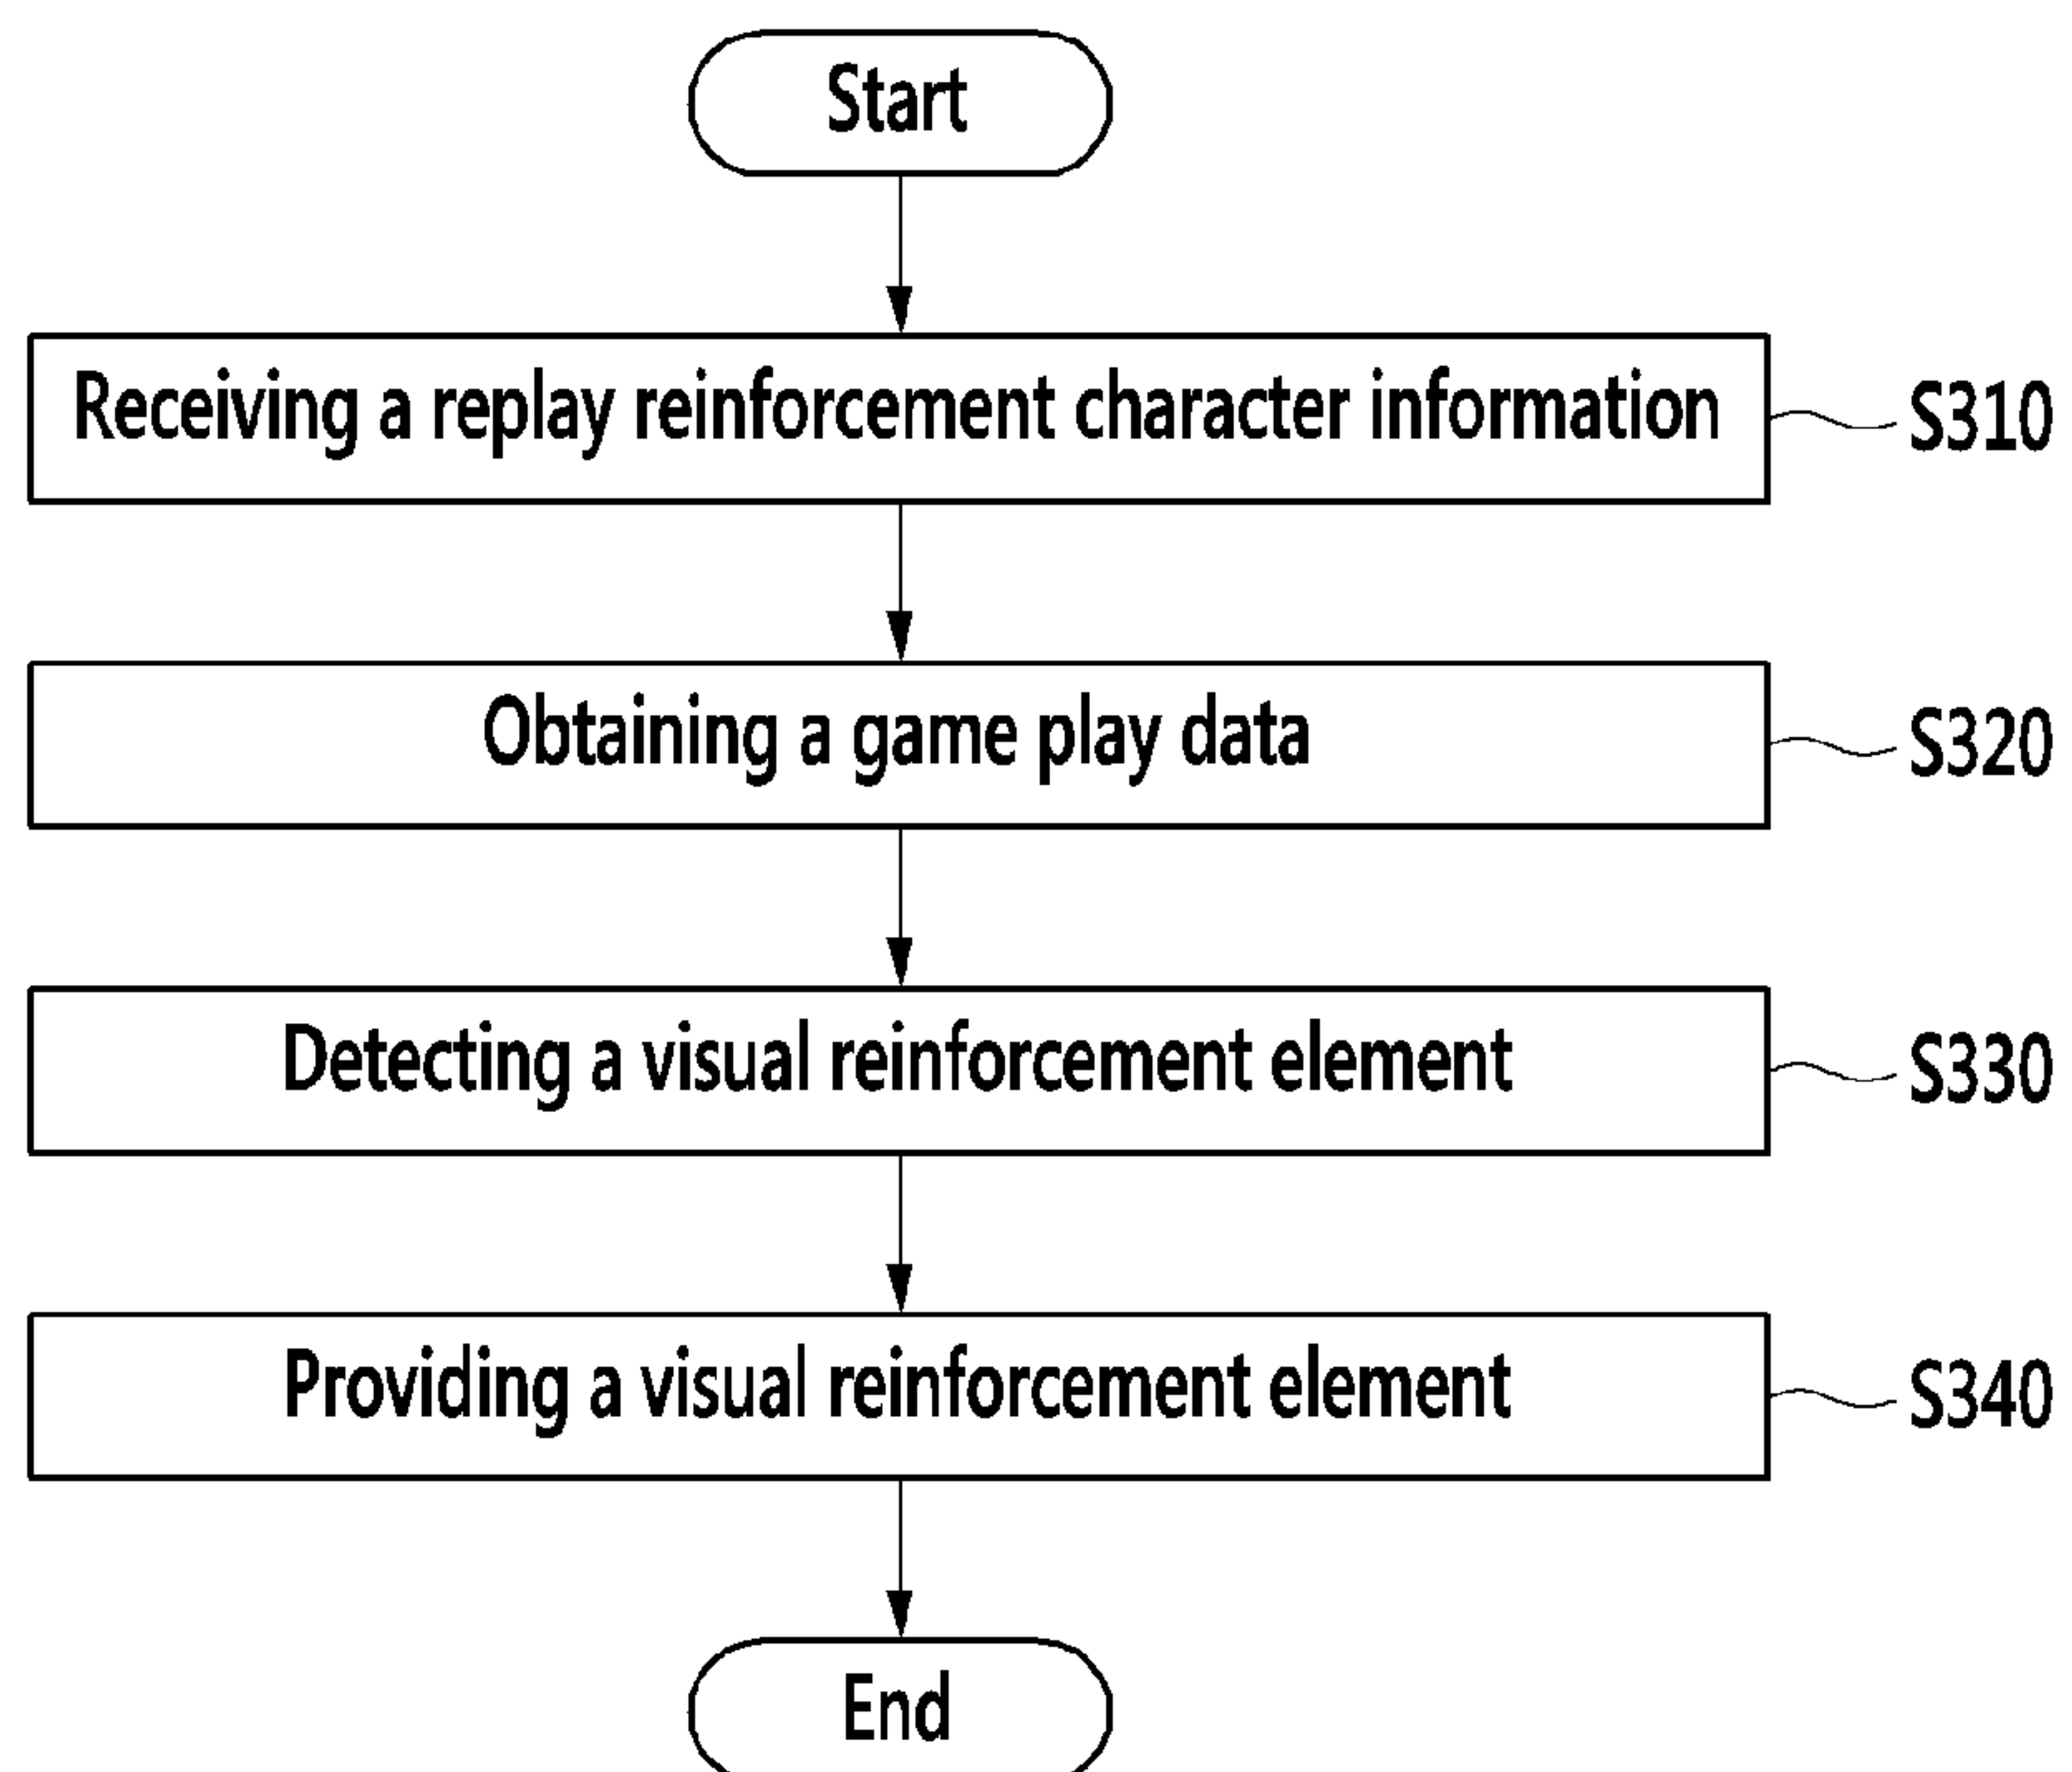 Start
Receiving a replay reinforcement character information
S310
Obtaining a game play data
S320
Detecting a visual reinforcement element
S330
Providing a visual reinforcement element
S340
End